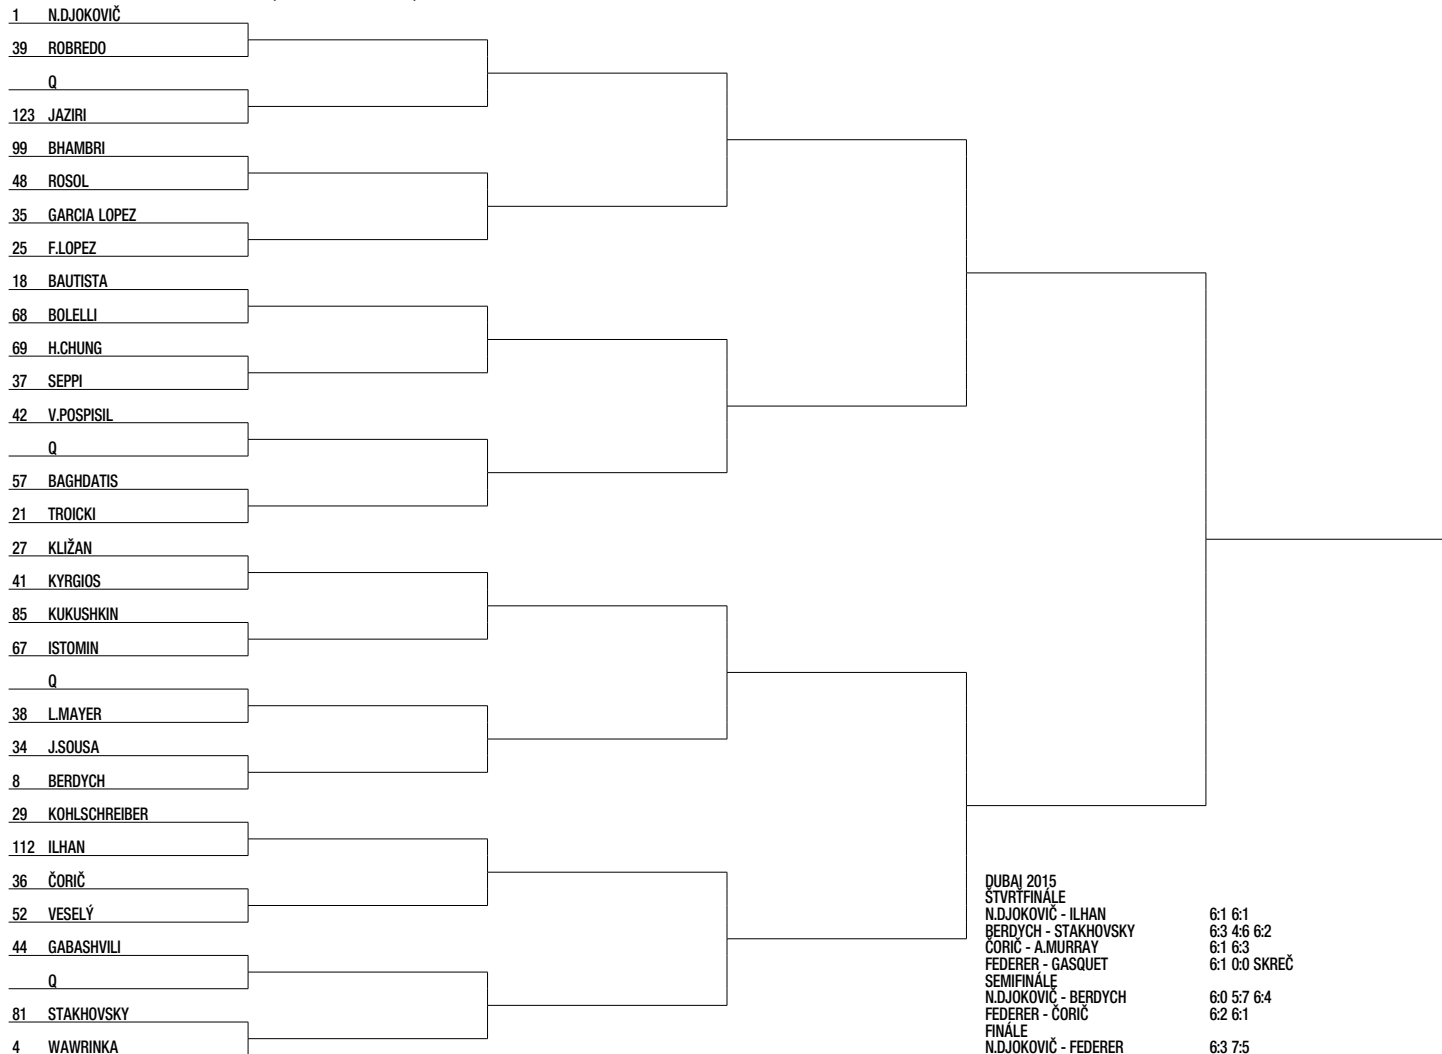 1 N.DJOKOVIČ
39 ROBREDO
Q
123 JAZIRI
99 BHAMBRI
48 ROSOL
35 GARCIA LOPEZ
25 F.LOPEZ
18 BAUTISTA
68 BOLELLI
69 H.CHUNG
37 SEPPI
42 V.POSPISIL
Q
57 BAGHDATIS
21 TROICKI
27 KLIŽAN
41 KYRGIOS
85 KUKUSHKIN
67 ISTOMIN
Q
38 L.MAYER
34 J.SOUSA
8 BERDYCH
29 KOHLSCHREIBER
112 ILHAN
36 ČORIČ
52 VESELÝ
44 GABASHVILI
Q
81 STAKHOVSKY
4 WAWRINKA
DUBAJ 2015
ŠTVRŤFINÁLE
N.DJOKOVIČ - ILHAN 6:1 6:1
BERDYCH - STAKHOVSKY 6:3 4:6 6:2
ČORIČ - A.MURRAY 6:1 6:3
FEDERER - GASQUET 6:1 0:0 SKREČ
SEMIFINÁLE
N.DJOKOVIČ - BERDYCH 6:0 5:7 6:4
FEDERER - ČORIČ 6:2 6:1
FINÁLE
N.DJOKOVIČ - FEDERER 6:3 7:5